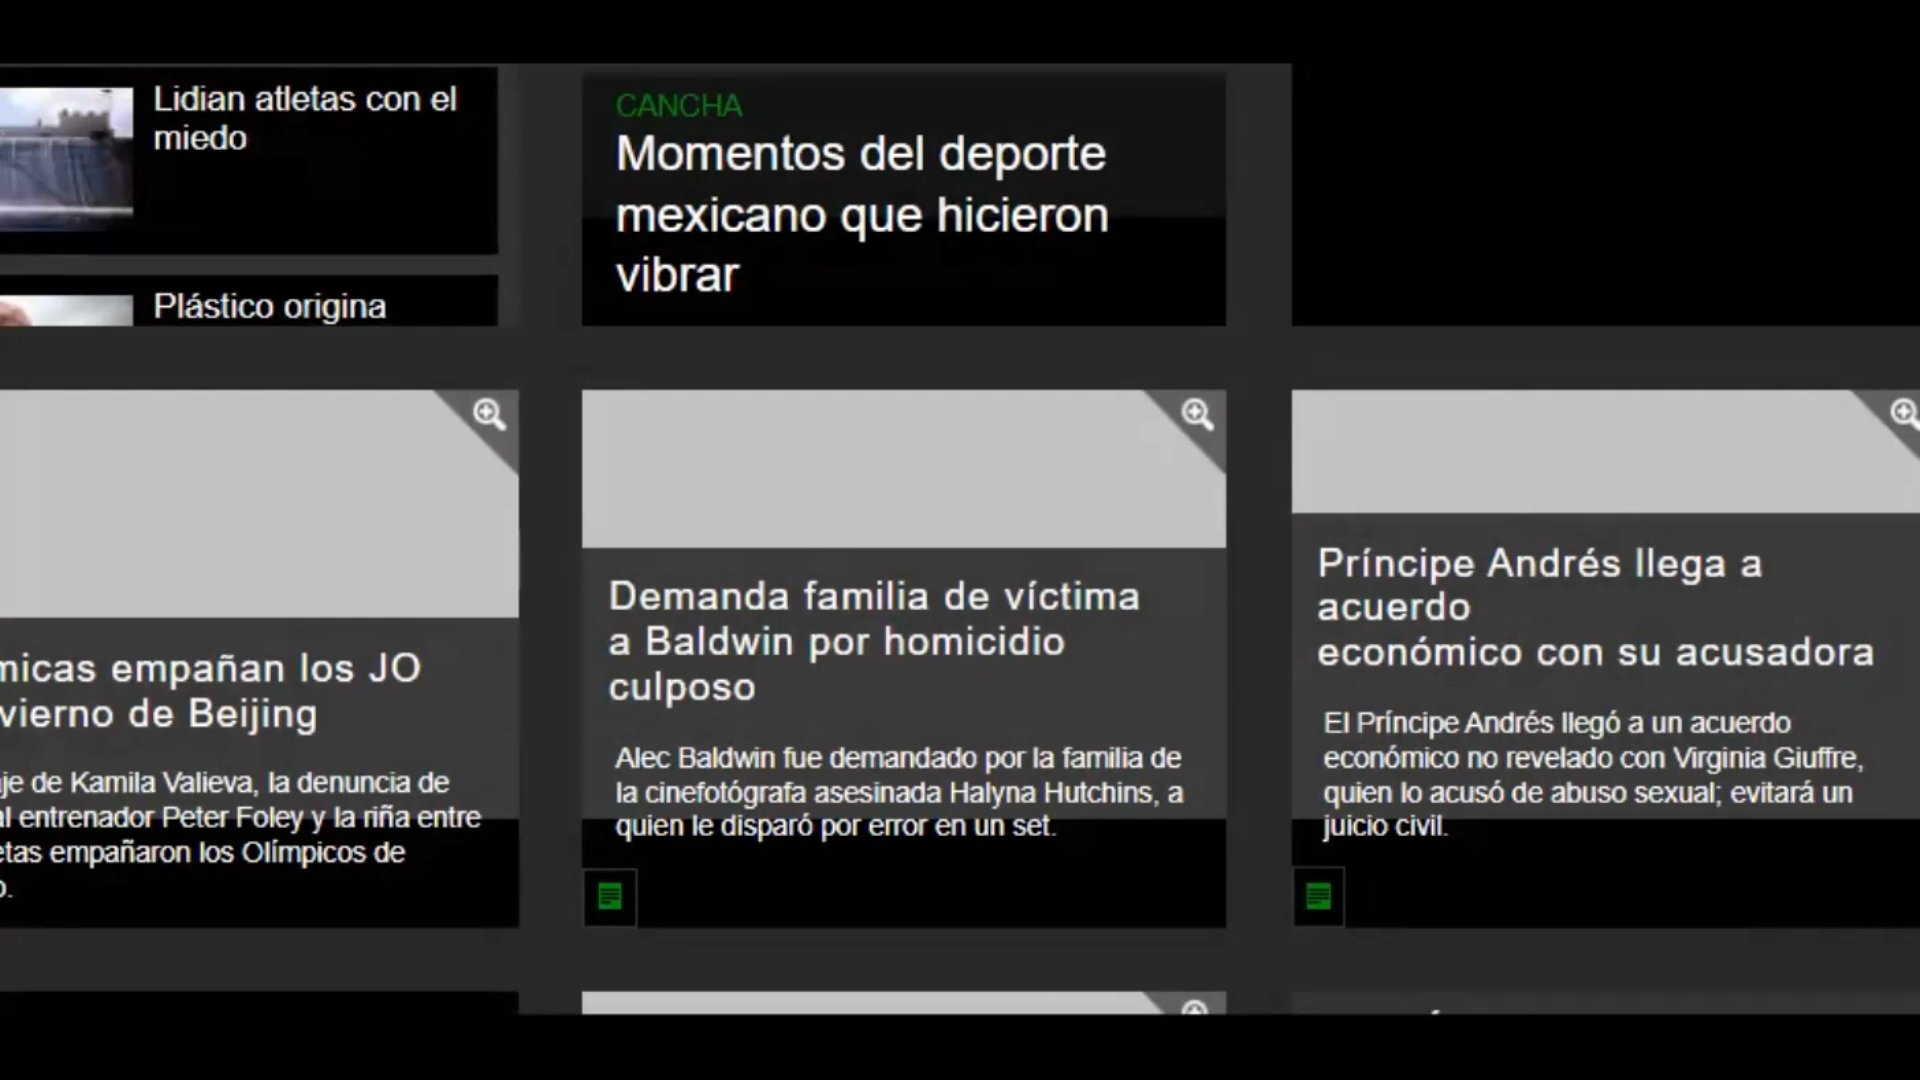 Lidian atletas con el
miedo
Plástico origina
CANCHA
Momentos del deporte
mexicano que hicieron
vibrar
empañan los JO
de Beijing
de Kamila Valieva, la denuncia de
entrenador Peter Foley y la riña entre
empañaron los Olímpicos de
Demanda familia de víctima
a Baldwin por homicidio
culposo
Alec Baldwin fue demandado por la familia de
la cinefotógrafa asesinada Halyna Hutchins, a
quien le disparó por error en un set.
Príncipe Andrés llega a
acuerdo
económico con su acusadora
El Príncipe Andrés llegó a un acuerdo
económico no revelado con Virginia Giuffre,
quien lo acusó de abuso sexual; evitará un
juicio civil.